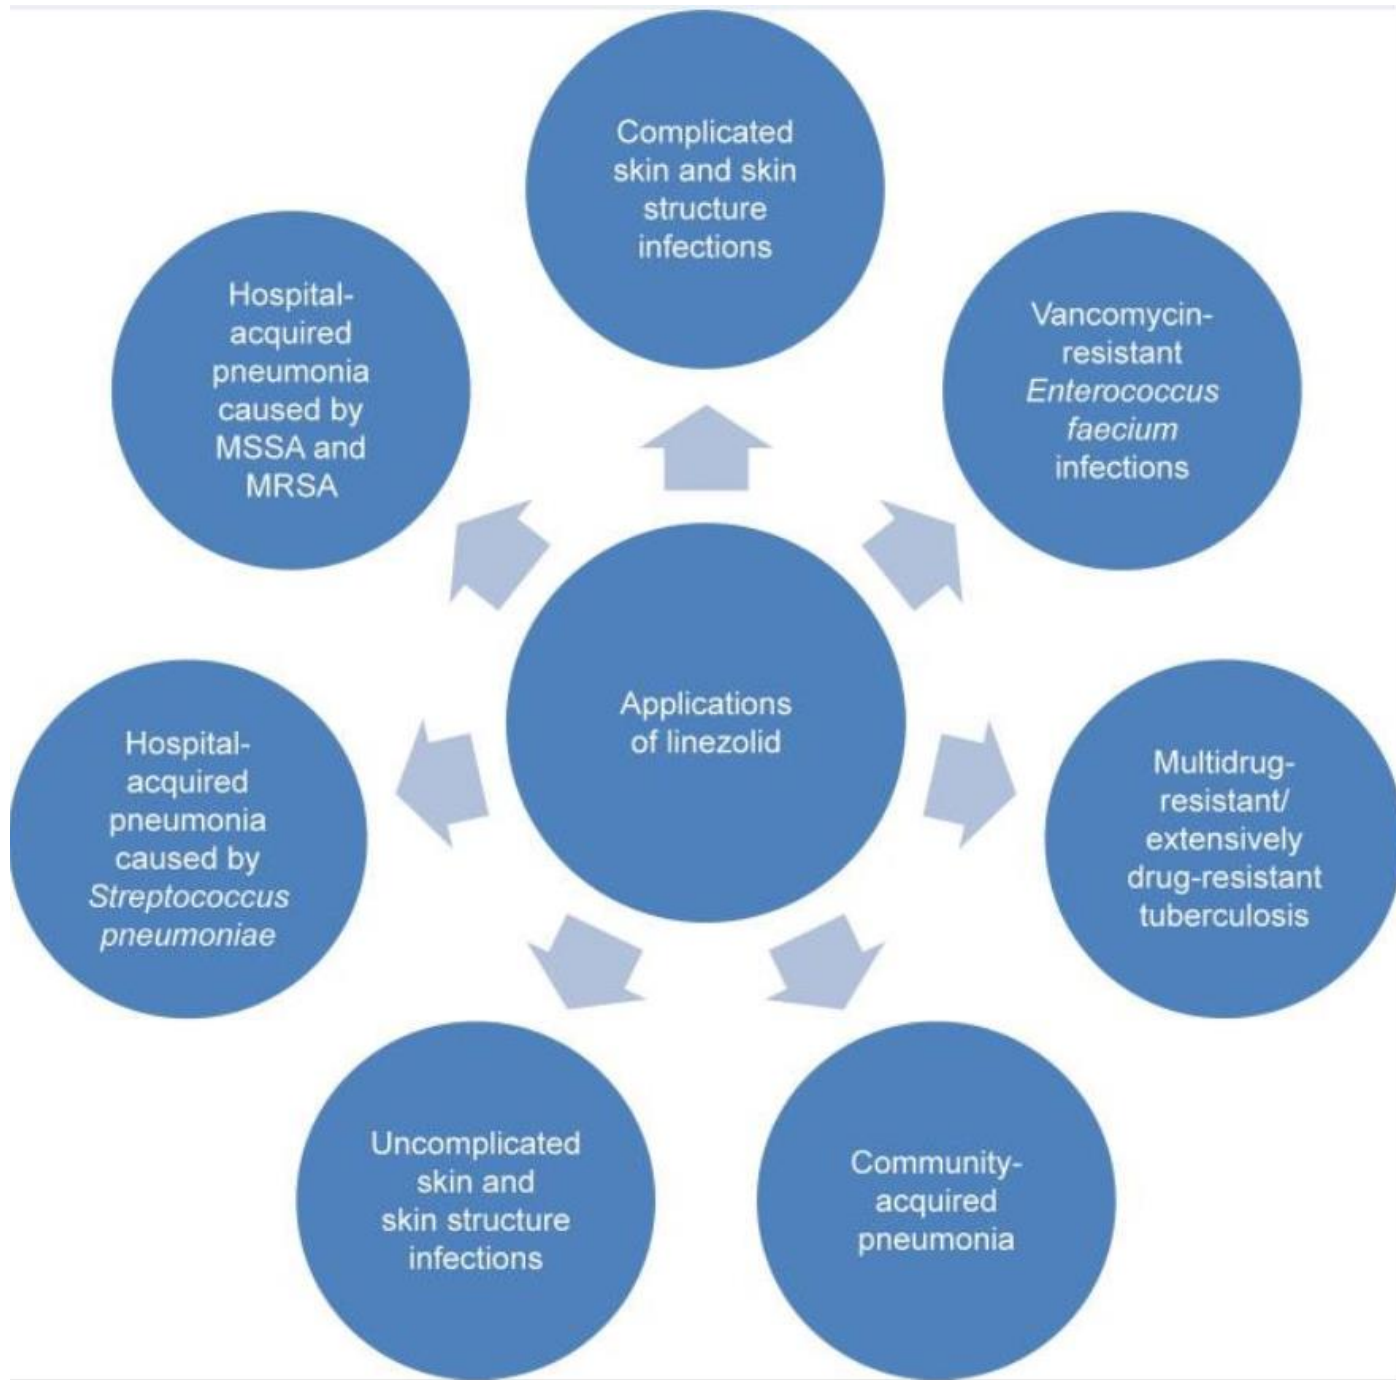 Complicated
skin and skin
structure
infections
Vancomycin-
resistant
Enterococcus
faecium
infections
Multidrug-
resistant/
extensively
drug-resistant
tuberculosis
Community-
acquired
pneumonia
Uncomplicated
skin and
skin structure
infections
Hospital-
acquired
pneumonia
caused by
Streptococcus
pneumoniae
Hospital-
acquired
pneumonia
caused by
MSSA and
MRSA
Applications
of linezolid